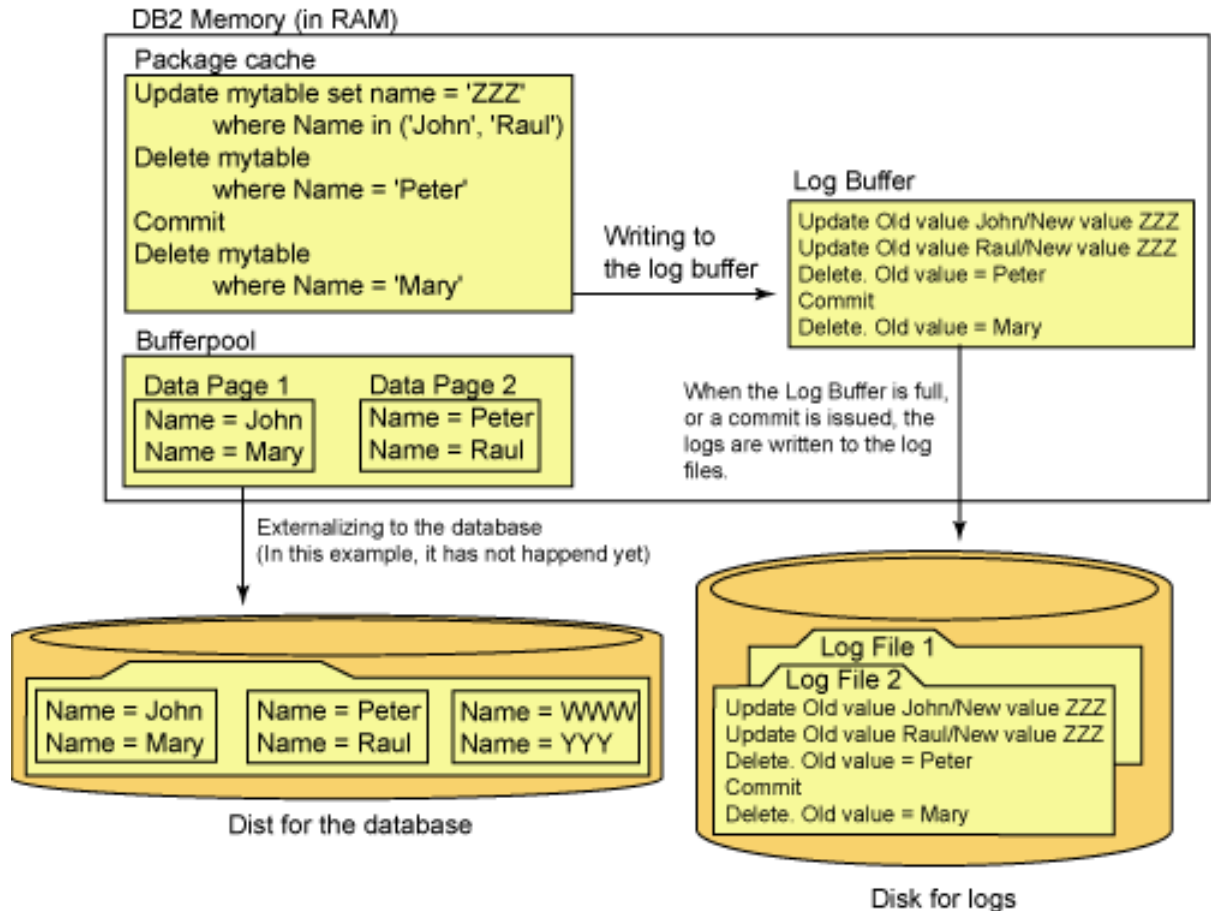 DB2 Memory (in RAM)
Package cache
Update mytable set name = 'ZZZ'
where Name in ('John', 'Raul')
Delete mytable
where Name = 'Peter'
Commit
Delete mytable
where Name = 'Mary'
Writing to
the log buffer
Log Buffer
Update Old value John/New value ZZZ
Update Old value Raul/New value ZZZ
Delete. Old value = Peter
Commit
Delete. Old value = Mary
Bufferpool
Data Page 1
Name = John
Name = Mary
Data Page 2
Name = Peter
Name = Raul
When the Log Buffer is full,
or a commit is issued, the
logs are written to the log
files.
Externalizing to the database
(In this example, it has not happend yet)
Name = John
Name = Mary
Name = Peter
Name = Raul
Name = WWW
Name = YYY
Dist for the database
Log File 1
Log File 2
Update Old value John/New value ZZZ
Update Old value Raul/New value ZZZ
Delete. Old value = Peter
Commit
Delete. Old value = Mary
Disk for logs